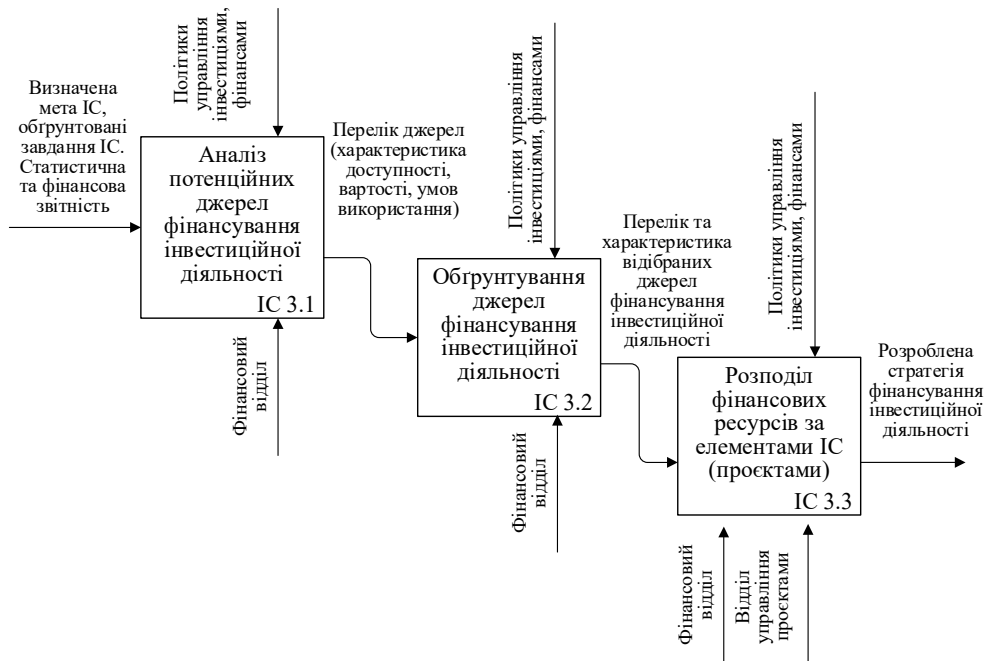 Визначена
мета ІС,
обґрунтовані
завдання ІС.
Статистична
та фінансова
звітність
Політики
управління
інвестиціями,
фінансами
Аналіз
потенційних
джерел
фінансування
інвестиційної
діяльності
ІС 3.1
Фінансовий
відділ
Перелік джерел
(характеристика
доступності,
вартості, умов
використання)
Політики управління
інвестиціями, фінансами
Обґрунтування
джерел
фінансування
інвестиційної
діяльності
ІС 3.2
Фінансовий
відділ
Перелік та
характеристика
відібраних
джерел
фінансування
інвестиційної
діяльності
Політики управління
інвестиціями, фінансами
Розподіл
фінансових
ресурсів за
елементами ІС
(проєктами)
ІС 3.3
Фінансовий
відділ
Відділ
управління
проєктами
Розроблена
стратегія
фінансування
інвестиційної
діяльності